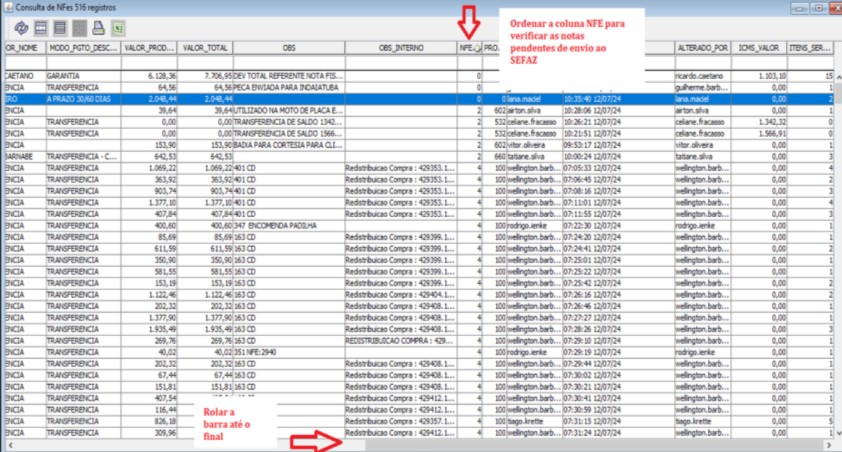 Consulta de NFes 516 registros
Ordenar a coluna NFE para
verificar as notas
pendentes de envio ao
SEFAZ
OR_NOME MODO_PGTO_DESC... VALOR_PROD... VALOR_TOTAL OBS OBS_INTERNO NFE... PRO... ALTERADO_POR ICMS_VALOR ITENS_SER...
CAETANO GARANTIA 6.128,36 7.706,95 DEV TOTAL REFERENTE NOTA FIS... 0 ricardo.caetano 1.103,10 15
ENCIA TRANSFERENCIA 64,56 64,56 PECA ENVIADA PARA INDAIATUBA 0 guilherme.barb... 0,00 1
IRO A PRAZO 30/60 DIAS 2.048,44 2.048,44 0 0 lana.maciel 10:35:40 12/07/24 lana.maciel 0,00 2
ENCIA 39,64 39,64 UTILIZADO NA MOTO DE PLACA E... 2 602 airton.silva 10:28:06 12/07/24 airton.silva 0,00 1
ENCIA TRANSFERENCIA 0,00 0,00 TRANSFERENCIA DE SALDO 1342... 2 532 celiane.fracasso 10:26:21 12/07/24 celiane.fracasso 1.342,32 0
ENCIA TRANSFERENCIA 0,00 0,00 TRANSFERENCIA DE SALDO 1566... 2 532 celiane.fracasso 10:21:51 12/07/24 celiane.fracasso 1.566,91 0
ENCIA 153,90 153,90 BAIXA PARA CORTESIA PARA CLI... 2 602 vitor.oliveira 09:53:17 12/07/24 vitor.oliveira 0,00 1
BARNABE TRANSFERENCIA - C... 642,53 642,53 2 660 tatiane.silva 10:00:24 12/07/24 tatiane.silva 0,00 3
ENCIA TRANSFERENCIA 1.069,22 1.069,22 401 CD Redistribuicao Compra : 429353.1... 4 100 wellington.barb... 07:05:33 12/07/24 wellington.barb... 0,00 4
ENCIA TRANSFERENCIA 363,92 363,92 401 CD Redistribuicao Compra : 429353.1... 4 100 wellington.barb... 07:06:45 12/07/24 wellington.barb... 0,00 2
ENCIA TRANSFERENCIA 903,74 903,74 401 CD Redistribuicao Compra : 429353.1... 4 100 wellington.barb... 07:08:16 12/07/24 wellington.barb... 0,00 3
ENCIA TRANSFERENCIA 1.377,10 1.377,10 401 CD Redistribuicao Compra : 429353.1... 4 100 wellington.barb... 07:11:01 12/07/24 wellington.barb... 0,00 4
ENCIA TRANSFERENCIA 407,84 407,84 401 CD Redistribuicao Compra : 429353.1... 4 100 wellington.barb... 07:11:55 12/07/24 wellington.barb... 0,00 3
ENCIA TRANSFERENCIA 400,60 400,60 347 ENCOMENDA PADILHA 4 100 rodrigo.ienke 07:22:30 12/07/24 rodrigo.ienke 0,00 1
ENCIA TRANSFERENCIA 85,69 85,69 163 CD Redistribuicao Compra : 429399.1... 4 100 wellington.barb... 07:24:20 12/07/24 wellington.barb... 0,00 1
ENCIA TRANSFERENCIA 611,59 611,59 163 CD Redistribuicao Compra : 429399.1... 4 100 wellington.barb... 07:24:41 12/07/24 wellington.barb... 0,00 2
ENCIA TRANSFERENCIA 350,90 350,90 163 CD Redistribuicao Compra : 429399.1... 4 100 wellington.barb... 07:25:01 12/07/24 wellington.barb... 0,00 1
ENCIA TRANSFERENCIA 581,55 581,55 163 CD Redistribuicao Compra : 429399.1... 4 100 wellington.barb... 07:25:22 12/07/24 wellington.barb... 0,00 1
ENCIA TRANSFERENCIA 153,19 153,19 163 CD Redistribuicao Compra : 429399.1... 4 100 wellington.barb... 07:25:42 12/07/24 wellington.barb... 0,00 2
ENCIA TRANSFERENCIA 1.122,46 1.122,46 163 CD Redistribuicao Compra : 429404.1... 4 100 wellington.barb... 07:26:16 12/07/24 wellington.barb... 0,00 2
ENCIA TRANSFERENCIA 202,32 202,32 163 CD Redistribuicao Compra : 429408.1... 4 100 wellington.barb... 07:26:46 12/07/24 wellington.barb... 0,00 1
ENCIA TRANSFERENCIA 1.377,90 1.377,90 163 CD Redistribuicao Compra : 429408.1... 4 100 wellington.barb... 07:27:27 12/07/24 wellington.barb... 0,00 1
ENCIA TRANSFERENCIA 1.935,49 1.935,49 163 CD Redistribuicao Compra : 429408.1... 4 100 wellington.barb... 07:28:26 12/07/24 wellington.barb... 0,00 3
ENCIA TRANSFERENCIA 269,76 269,76 163 CD REDISTRIBUICAO COMPRA : 429... 4 100 wellington.barb... 07:29:10 12/07/24 wellington.barb... 0,00 1
ENCIA TRANSFERENCIA 40,02 40,02 351 NFE:2940 4 100 rodrigo.ienke 07:29:19 12/07/24 rodrigo.ienke 0,00 1
ENCIA TRANSFERENCIA 202,32 202,32 163 CD Redistribuicao Compra : 429408.1... 4 100 wellington.barb... 07:29:44 12/07/24 wellington.barb... 0,00 1
ENCIA TRANSFERENCIA 67,44 67,44 163 CD Redistribuicao Compra : 429408.1... 4 100 wellington.barb... 07:30:02 12/07/24 wellington.barb... 0,00 1
ENCIA TRANSFERENCIA 151,81 151,81 163 CD Redistribuicao Compra : 429412.1... 4 100 wellington.barb... 07:30:21 12/07/24 wellington.barb... 0,00 1
ENCIA TRANSFERENCIA 407,54 Redistribuicao Compra : 429412.1... 4 100 wellington.barb... 07:30:41 12/07/24 wellington.barb... 0,00 1
ENCIA TRANSFERENCIA 116,44 Redistribuicao Compra : 429412.1... 4 100 wellington.barb... 07:30:59 12/07/24 wellington.barb... 0,00 1
ENCIA TRANSFERENCIA 826,18 Redistribuicao Compra : 429357.1... 4 100 tiago.krette 07:31:15 12/07/24 tiago.krette 0,00 5
ENCIA TRANSFERENCIA 309,96 Redistribuicao Compra : 429412.1... 4 100 wellington.barb... 07:31:24 12/07/24 wellington.barb... 0,00 1
Rolar a
barra até o
final